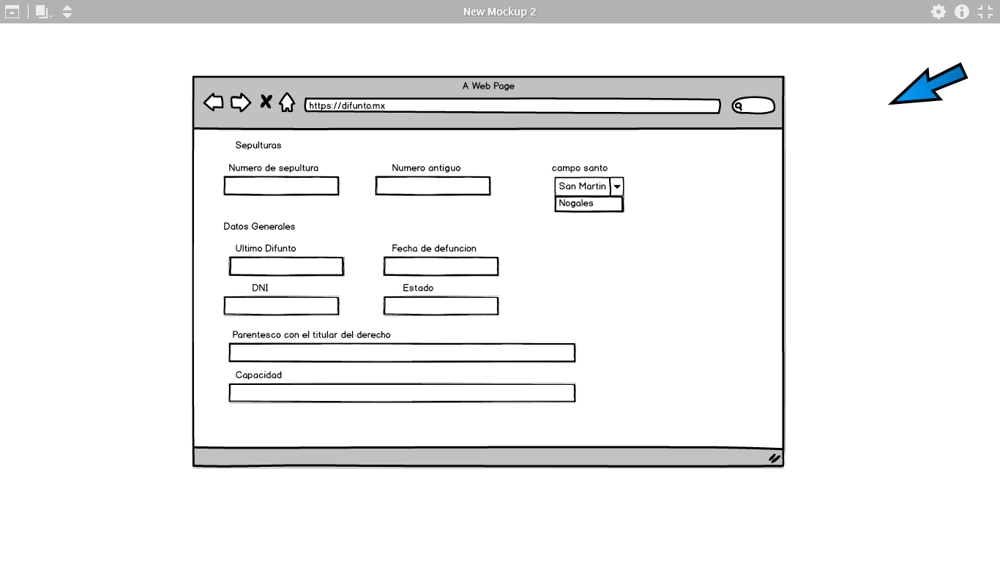 New Mockup 2
A Web Page
https://difunto.mx
Sepulturas
Numero de sepultura
Numero antiguo
campo santo
San Martin
Nogales
Datos Generales
Ultimo Difunto
Fecha de defuncion
DNI
Estado
Parentesco con el titular del derecho
Capacidad